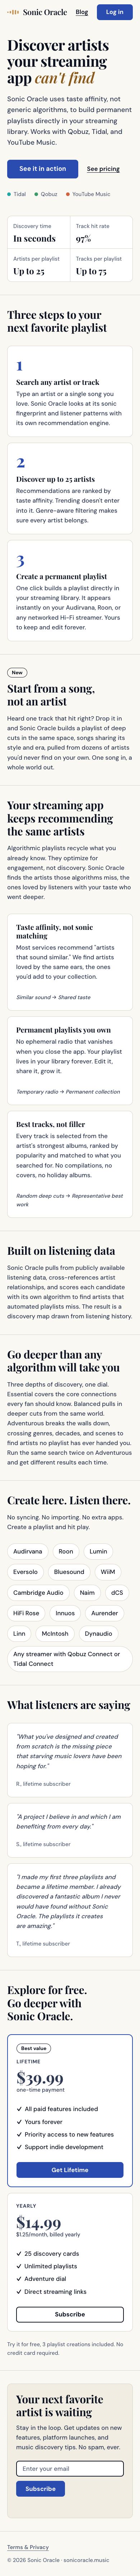 Sonic Oracle
Blog
Log in
Discover artists
your streaming
app can't find
Sonic Oracle uses taste affinity, not
generic algorithms, to find artists you
genuinely don't know, and builds
playlists directly in your streaming
library. Works with Qobuz, Tidal, and
YouTube Music.
See it in action
See pricing
Tidal
Qobuz
YouTube Music
Discovery time
In seconds
Track hit rate
97%
Artists per playlist
Up to 25
Tracks per playlist
Up to 75
Three steps to your
next favorite playlist
1
Search any artist or track
Type an artist or a single song you
love. Sonic Oracle looks at its sonic
fingerprint and listener patterns with
its own recommendation engine.
2
Discover up to 25 artists
Recommendations are ranked by
taste affinity. Trending doesn't enter
into it. Genre-aware filtering makes
sure every artist belongs.
3
Create a permanent playlist
One click builds a playlist directly in
your streaming library. It appears
instantly on your Audirvana, Roon, or
any networked Hi-Fi streamer. Yours
to keep and edit forever.
New
Start from a song,
not an artist
Heard one track that hit right? Drop it in
and Sonic Oracle builds a playlist of deep
cuts in the same space, songs sharing its
style and era, pulled from dozens of artists
you'd never find on your own. One song in, a
whole world out.
Your streaming app
keeps recommending
the same artists
Algorithmic playlists recycle what you
already know. They optimize for
engagement, not discovery. Sonic Oracle
finds the artists those algorithms miss, the
ones loved by listeners with your taste who
went deeper.
Taste affinity, not sonic
matching
Most services recommend "artists
that sound similar." We find artists
loved by the same ears, the ones
you'd add to your collection.
Similar sound → Shared taste
Permanent playlists you own
No ephemeral radio that vanishes
when you close the app. Your playlist
lives in your library forever. Edit it,
share it, grow it.
Temporary radio → Permanent collection
Best tracks, not filler
Every track is selected from the
artist's strongest albums, ranked by
popularity and matched to what you
came for. No compilations, no
covers, no holiday albums.
Random deep cuts → Representative best
work
Built on listening data
Sonic Oracle pulls from publicly available
listening data, cross-references artist
relationships, and scores each candidate
with its own algorithm to find artists that
automated playlists miss. The result is a
discovery map drawn from listening history.
Go deeper than any
algorithm will take you
Three depths of discovery, one dial.
Essential covers the core connections
every fan should know. Balanced pulls in
deeper cuts from the same world.
Adventurous breaks the walls down,
crossing genres, decades, and scenes to
find artists no playlist has ever handed you.
Run the same search twice on Adventurous
and get different results each time.
Create here. Listen there.
No syncing. No importing. No extra apps.
Create a playlist and hit play.
Audirvana
Roon
Lumin
Eversolo
Bluesound
WiiM
Cambridge Audio
Naim
dCS
HiFi Rose
Innuos
Aurender
Linn
McIntosh
Dynaudio
Any streamer with Qobuz Connect or
Tidal Connect
What listeners are saying
"What you've designed and created
from scratch is the missing piece
that starving music lovers have been
hoping for."
R., lifetime subscriber
"A project I believe in and which I am
benefiting from every day."
S., lifetime subscriber
"I made my first three playlists and
became a lifetime member. I already
discovered a fantastic album I never
would have found without Sonic
Oracle. The playlists it creates
are amazing."
T., lifetime subscriber
Explore for free.
Go deeper with
Sonic Oracle.
Best value
LIFETIME
$39.99
one-time payment
✓ All paid features included
✓ Yours forever
✓ Priority access to new features
✓ Support indie development
Get Lifetime
YEARLY
$14.99
$1.25/month, billed yearly
✓ 25 discovery cards
✓ Unlimited playlists
✓ Adventure dial
✓ Direct streaming links
Subscribe
Try it for free, 3 playlist creations included. No
credit card required.
Your next favorite
artist is waiting
Stay in the loop. Get updates on new
features, platform launches, and
music discovery tips. No spam, ever.
Enter your email
Subscribe
Terms & Privacy
© 2026 Sonic Oracle · sonicoracle.music